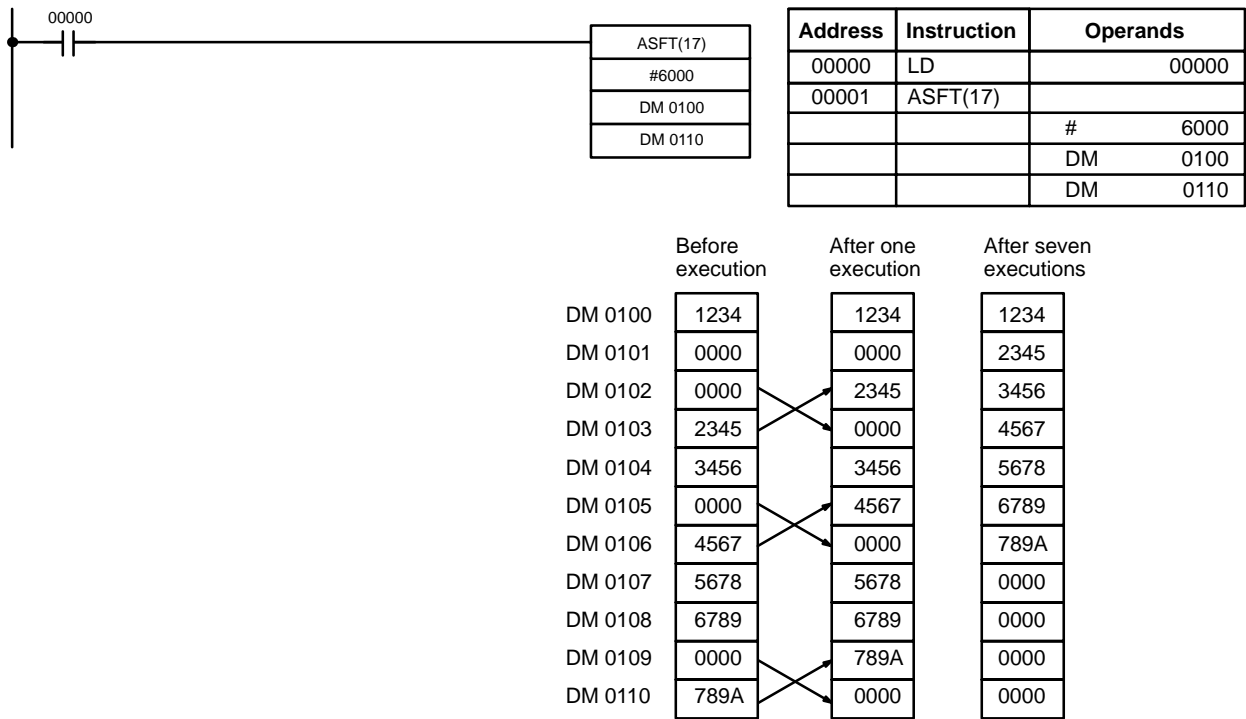 00000
ASFT(17)
#6000
DM 0100
DM 0110
Address Instruction Operands
00000 LD 00000
00001 ASFT(17)
# 6000
DM 0100
DM 0110
Before execution After one execution After seven executions
DM 0100 1234 1234 1234
DM 0101 0000 0000 2345
DM 0102 0000 2345 3456
DM 0103 2345 0000 4567
DM 0104 3456 3456 5678
DM 0105 0000 4567 6789
DM 0106 4567 0000 789A
DM 0107 5678 5678 0000
DM 0108 6789 6789 0000
DM 0109 0000 789A 0000
DM 0110 789A 0000 0000